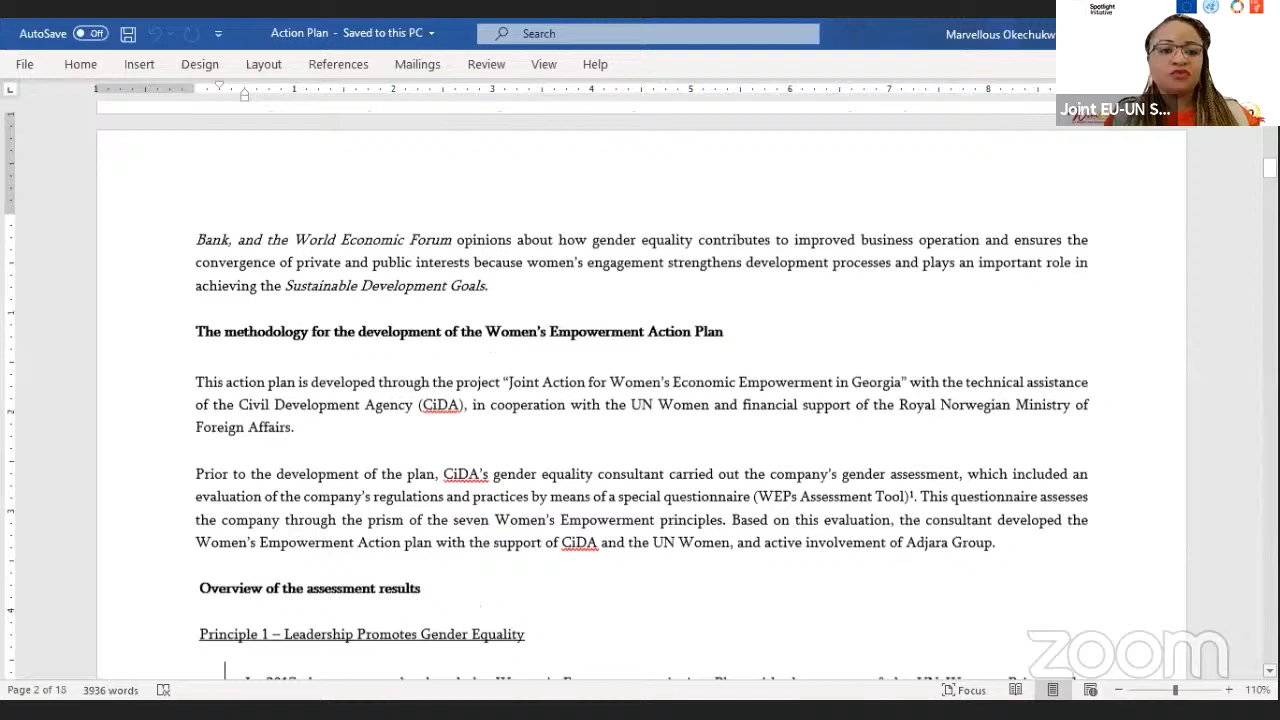 Spotlight
Initiative
AutoSave Off Action Plan - Saved to this PC Search Marvellous Okechukw
Joint EU-UN S...
File Home Insert Design Layout References Mailings Review View Help
1 1 2 3 4 5 6 7 8
Bank, and the World Economic Forum opinions about how gender equality contributes to improved business operation and ensures the
convergence of private and public interests because women's engagement strengthens development processes and plays an important role in
achieving the Sustainable Development Goals.
The methodology for the development of the Women's Empowerment Action Plan
This action plan is developed through the project “Joint Action for Women's Economic Empowerment in Georgia” with the technical assistance
of the Civil Development Agency (CiDA), in cooperation with the UN Women and financial support of the Royal Norwegian Ministry of
Foreign Affairs.
Prior to the development of the plan, CiDA's gender equality consultant carried out the company's gender assessment, which included an
evaluation of the company's regulations and practices by means of a special questionnaire (WEPs Assessment Tool)¹. This questionnaire assesses
the company through the prism of the seven Women's Empowerment principles. Based on this evaluation, the consultant developed the
Women's Empowerment Action plan with the support of CiDA and the UN Women, and active involvement of Adjara Group.
Overview of the assessment results
Principle 1 – Leadership Promotes Gender Equality
zoom
Page 2 of 18 3936 words Focus 110%